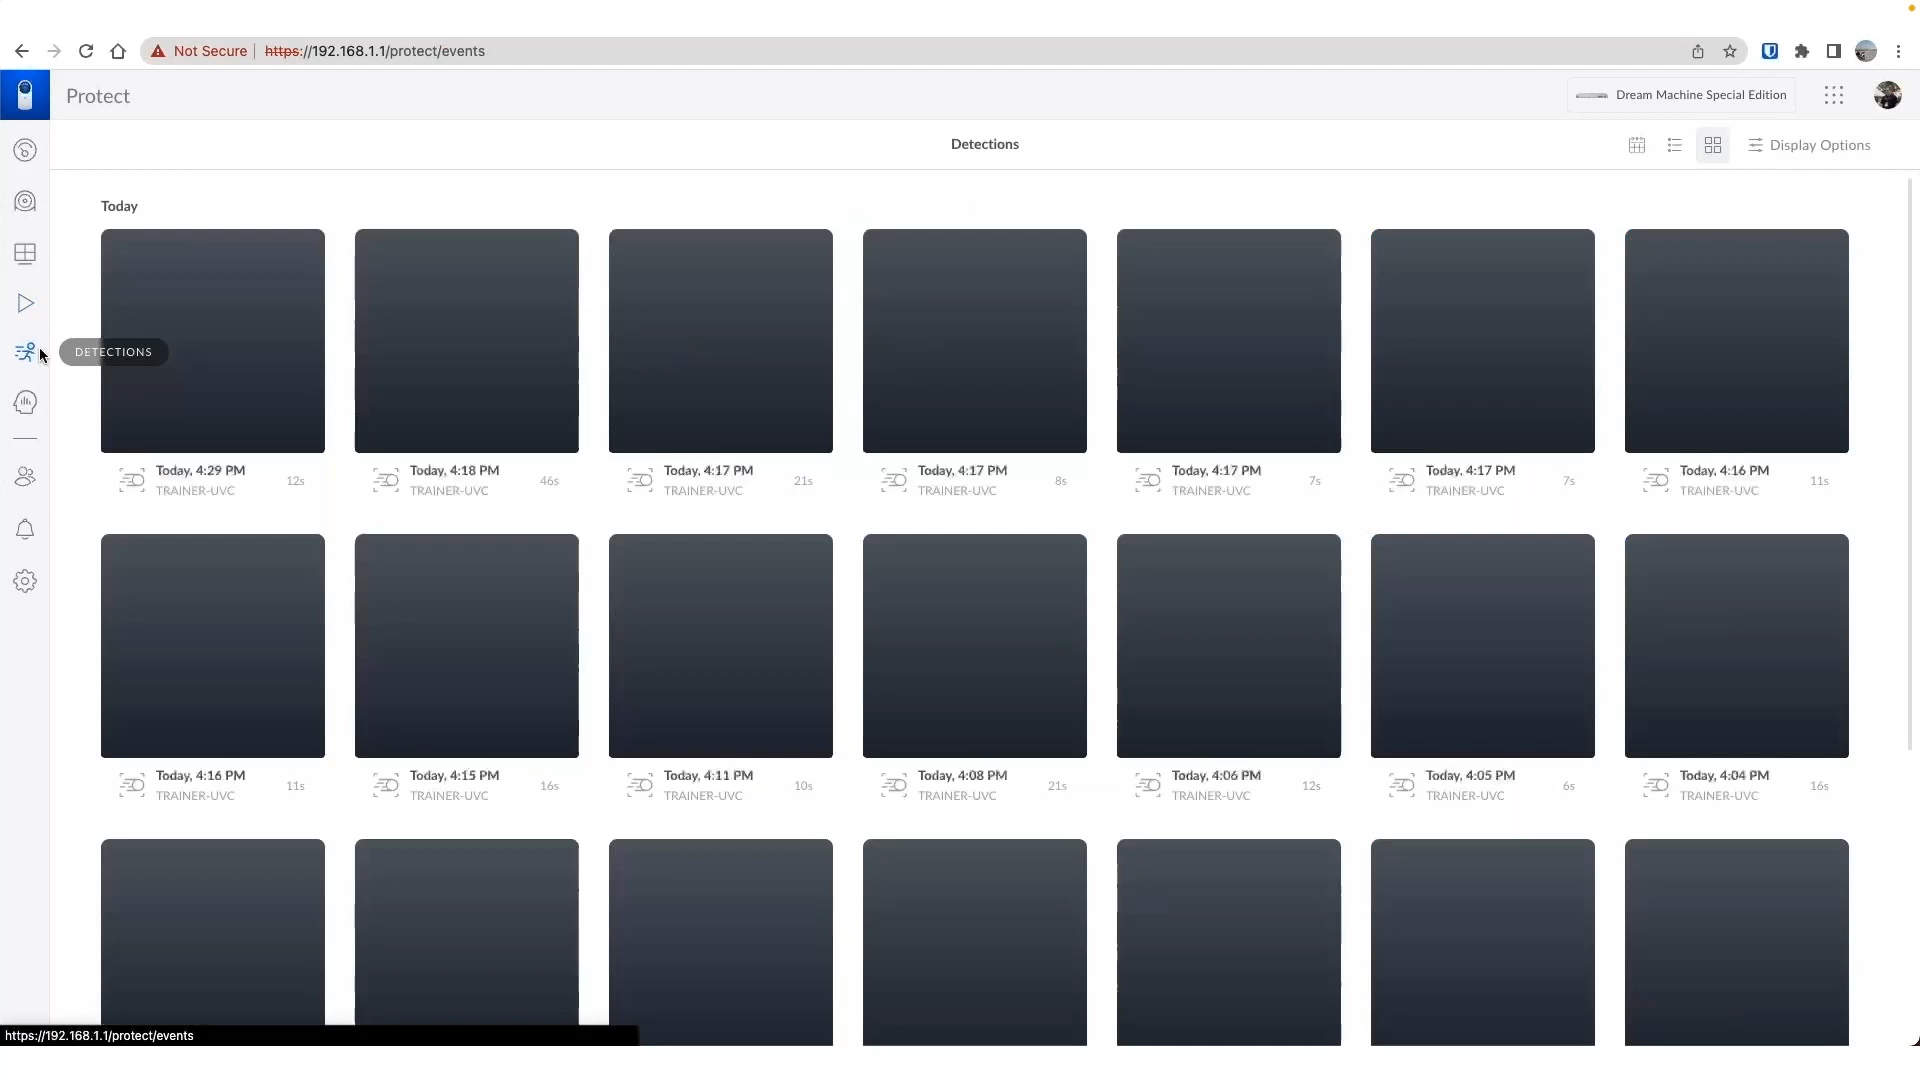 Not Secure | https://192.168.1.1/protect/events
Protect
Dream Machine Special Edition
Detections
Display Options
Today
DETECTIONS
Today, 4:29 PM
TRAINER-UVC
12s
Today, 4:18 PM
TRAINER-UVC
46s
Today, 4:17 PM
TRAINER-UVC
21s
Today, 4:17 PM
TRAINER-UVC
8s
Today, 4:17 PM
TRAINER-UVC
7s
Today, 4:17 PM
TRAINER-UVC
7s
Today, 4:16 PM
TRAINER-UVC
11s
Today, 4:16 PM
TRAINER-UVC
11s
Today, 4:15 PM
TRAINER-UVC
16s
Today, 4:11 PM
TRAINER-UVC
10s
Today, 4:08 PM
TRAINER-UVC
21s
Today, 4:06 PM
TRAINER-UVC
12s
Today, 4:05 PM
TRAINER-UVC
6s
Today, 4:04 PM
TRAINER-UVC
16s
https://192.168.1.1/protect/events